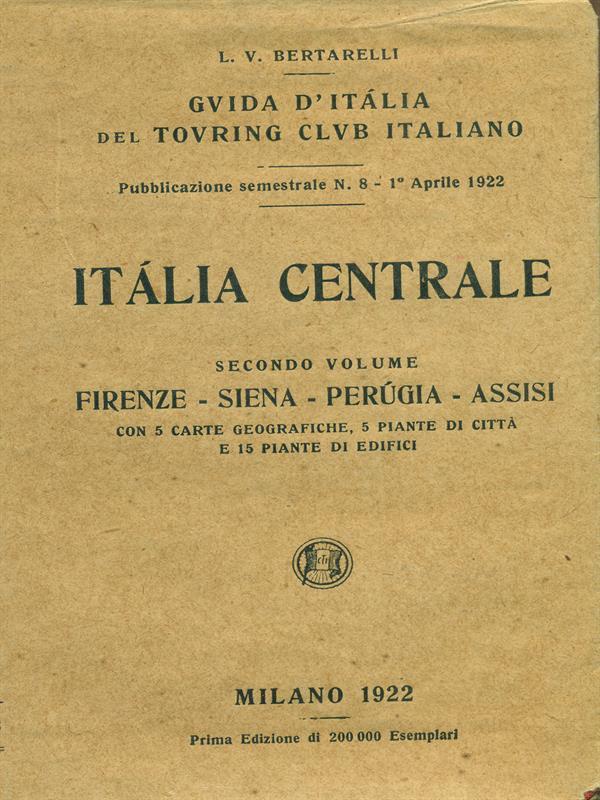 L. V. BERTARELLI
GVIDA D'ITÁLIA
DEL TOVRING CLVB ITALIANO
Pubblicazione semestrale N. 8 - 1º Aprile 1922
ITÁLIA CENTRALE
SECONDO VOLUME
FIRENZE - SIENA - PERÚGIA - ASSISI
CON 5 CARTE GEOGRAFICHE, 5 PIANTE DI CITTÀ
E 15 PIANTE DI EDIFICI
MILANO 1922
Prima Edizione di 200 000 Esemplari